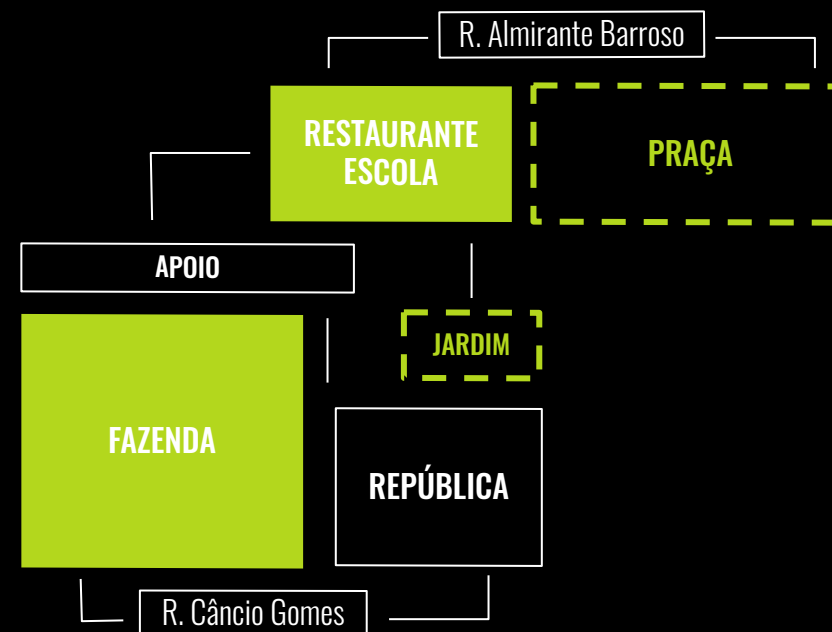 R. Almirante Barroso
RESTAURANTE
ESCOLA
PRAÇA
APOIO
JARDIM
FAZENDA
REPÚBLICA
R. Câncio Gomes